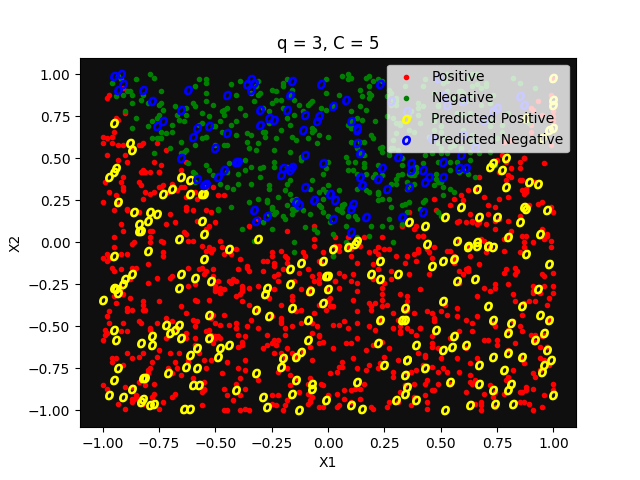 q = 3, C = 5
Positive
Negative
Predicted Positive
Predicted Negative
1.00
0.75
0.50
0.25
0.00
−0.25
−0.50
−0.75
−1.00
X2
−1.00 −0.75 −0.50 −0.25 0.00 0.25 0.50 0.75 1.00
X1